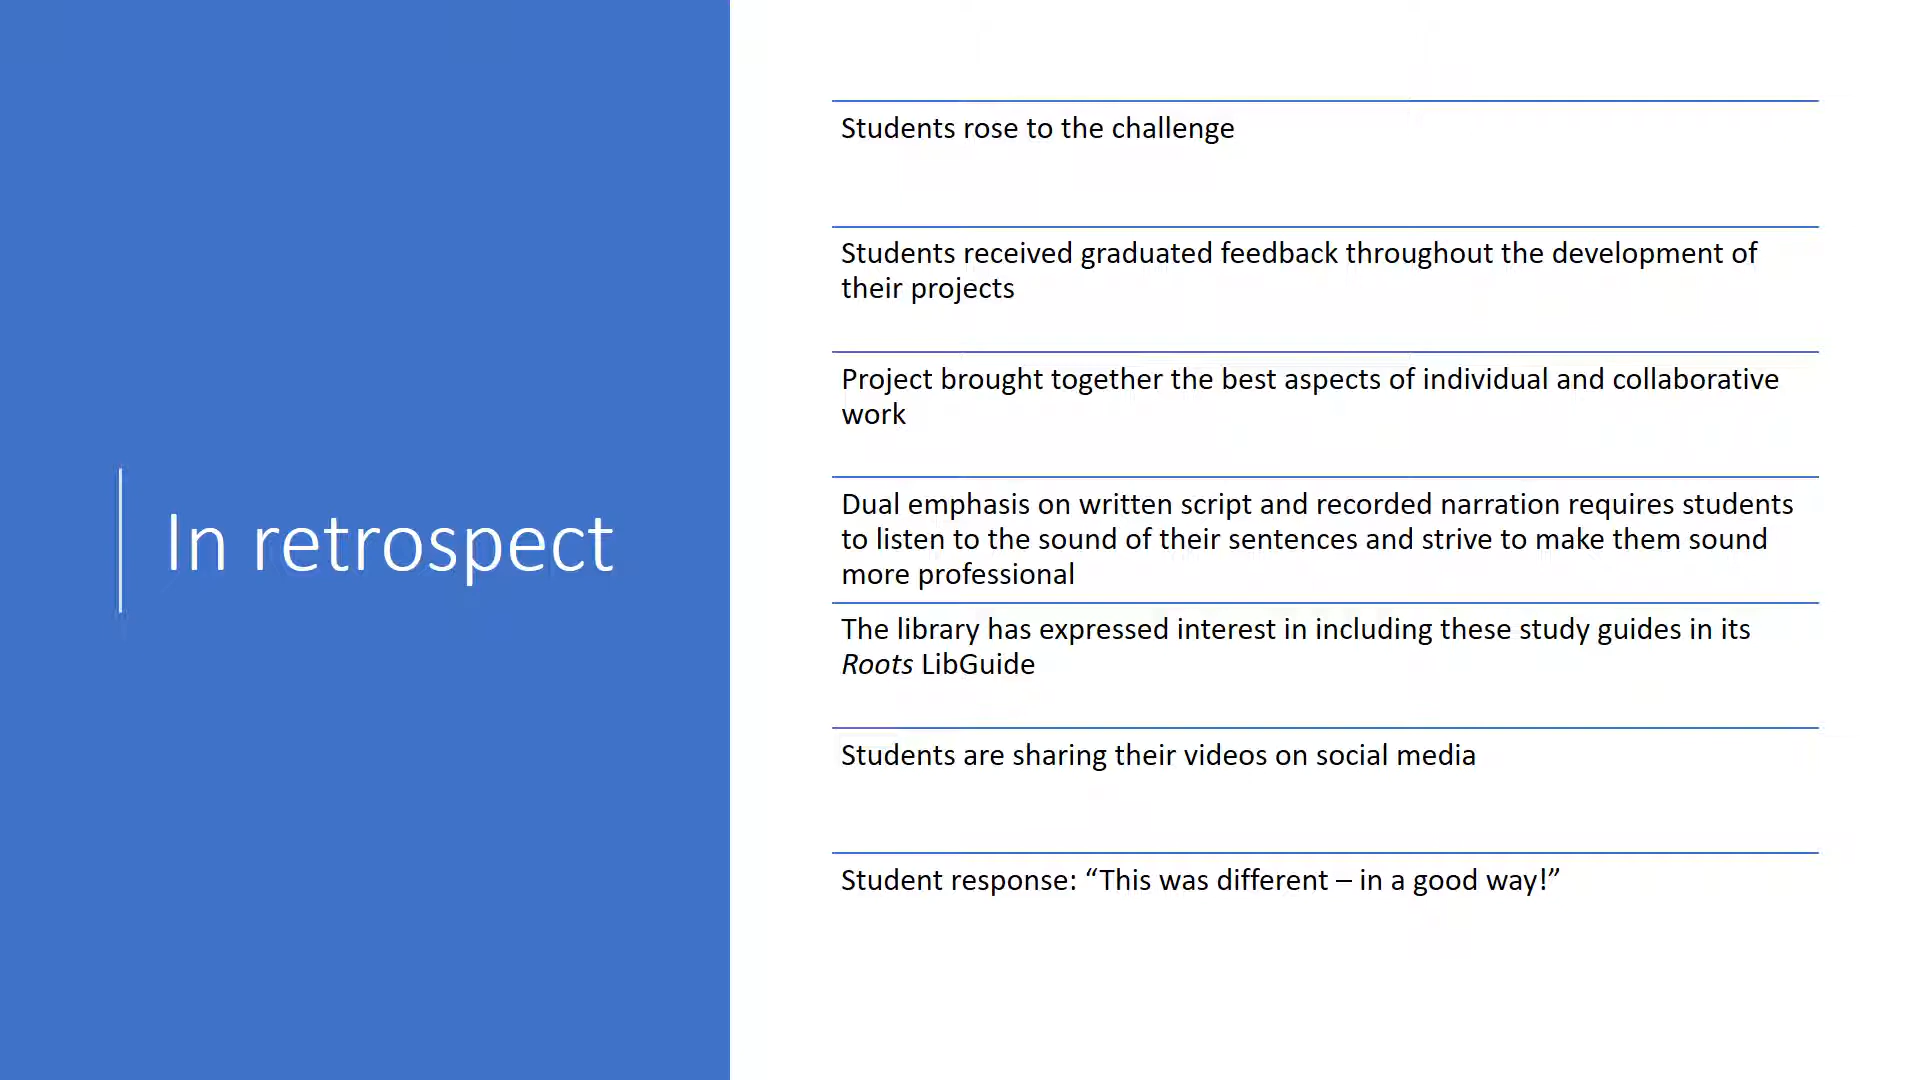 In retrospect
Students rose to the challenge
Students received graduated feedback throughout the development of
their projects
Project brought together the best aspects of individual and collaborative
work
Dual emphasis on written script and recorded narration requires students
to listen to the sound of their sentences and strive to make them sound
more professional
The library has expressed interest in including these study guides in its
Roots LibGuide
Students are sharing their videos on social media
Student response: “This was different – in a good way!”